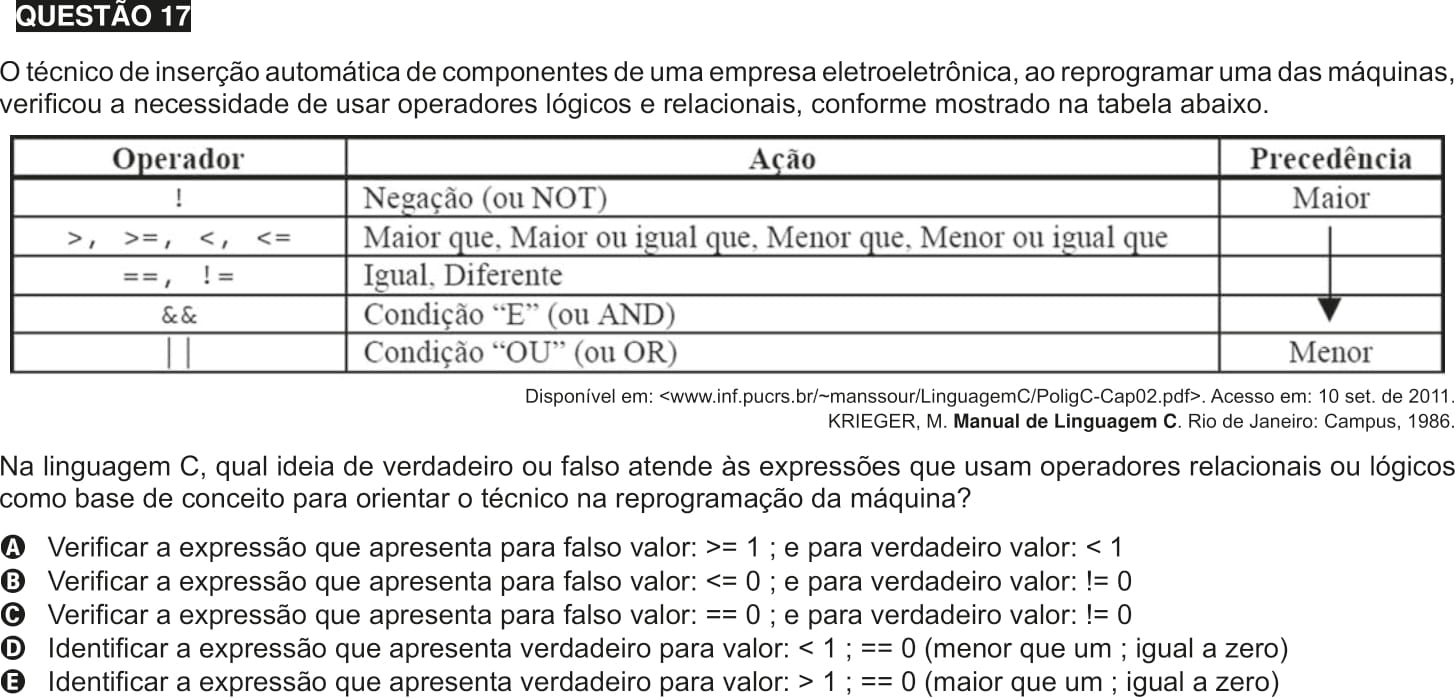 QUESTÃO 17
O técnico de inserção automática de componentes de uma empresa eletroeletrônica, ao reprogramar uma das máquinas,
verificou a necessidade de usar operadores lógicos e relacionais, conforme mostrado na tabela abaixo.
Operador Ação Precedência
! Negação (ou NOT) Maior
>, >=, <, <= Maior que, Maior ou igual que, Menor que, Menor ou igual que
==, != Igual, Diferente
&& Condição “E” (ou AND)
|| Condição “OU” (ou OR) Menor
Disponível em: <www.inf.pucrs.br/~manssour/LinguagemC/PoligC-Cap02.pdf>. Acesso em: 10 set. de 2011.
KRIEGER, M. Manual de Linguagem C. Rio de Janeiro: Campus, 1986.
Na linguagem C, qual ideia de verdadeiro ou falso atende às expressões que usam operadores relacionais ou lógicos
como base de conceito para orientar o técnico na reprogramação da máquina?
A Verificar a expressão que apresenta para falso valor: >= 1 ; e para verdadeiro valor: < 1
B Verificar a expressão que apresenta para falso valor: <= 0 ; e para verdadeiro valor: != 0
C Verificar a expressão que apresenta para falso valor: == 0 ; e para verdadeiro valor: != 0
D Identificar a expressão que apresenta verdadeiro para valor: < 1 ; == 0 (menor que um ; igual a zero)
E Identificar a expressão que apresenta verdadeiro para valor: > 1 ; == 0 (maior que um ; igual a zero)